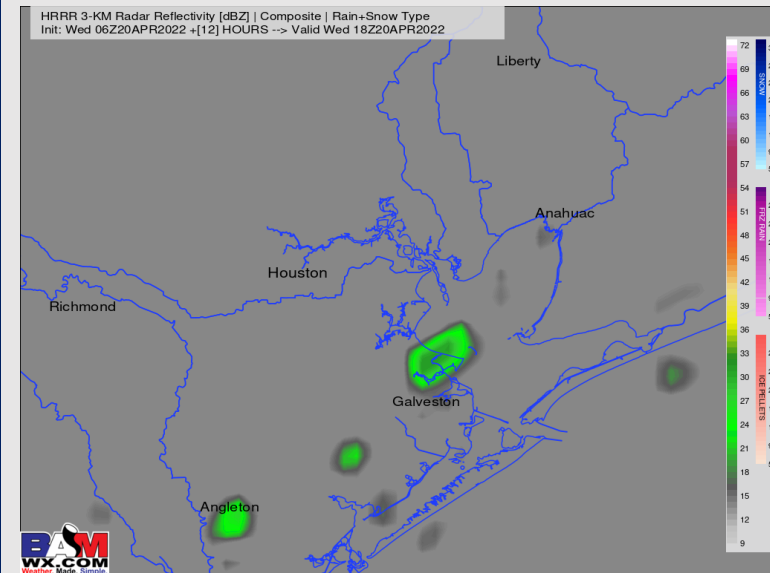 HRRR 3-KM Radar Reflectivity [dBZ] | Composite | Rain+Snow Type
Init: Wed 06Z20APR2022 +[12] HOURS --> Valid Wed 18Z20APR2022
Liberty
Anahuac
Houston
Richmond
Galveston
Angleton
72
69
66
63
60
57
54
51
48
45
42
39
36
33
30
27
24
21
18
15
12
9
SNOW
FRZ RAIN
ICE PELLETS
BAM
WX.COM
Weather. Made. Simple.